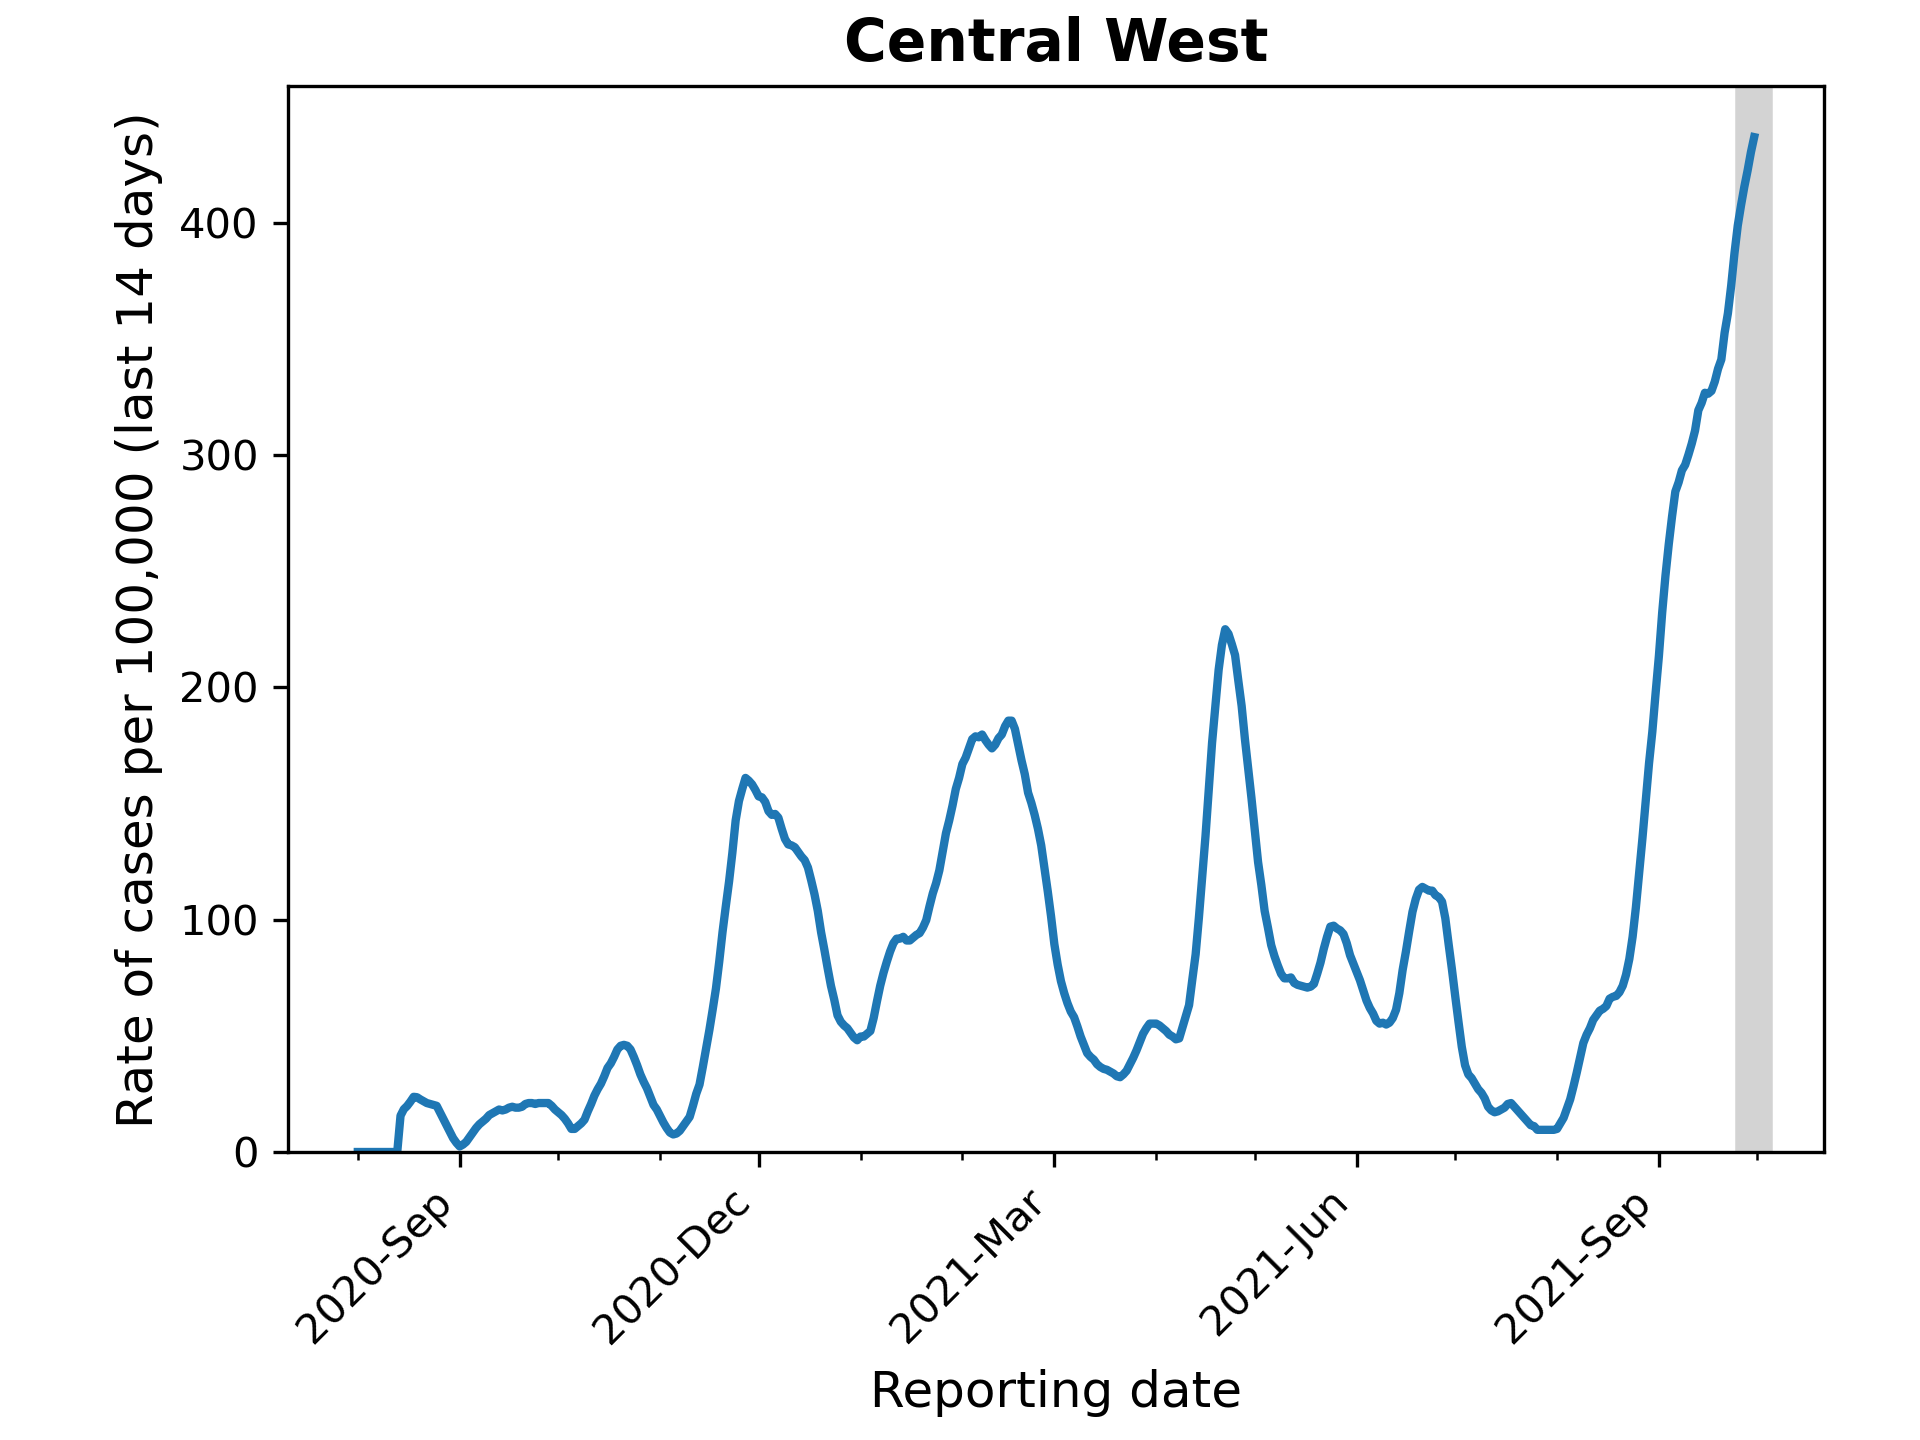 Central West
Rate of cases per 100,000 (last 14 days)
400
300
200
100
0
2020-Sep
2020-Dec
2021-Mar
2021-Jun
2021-Sep
Reporting date